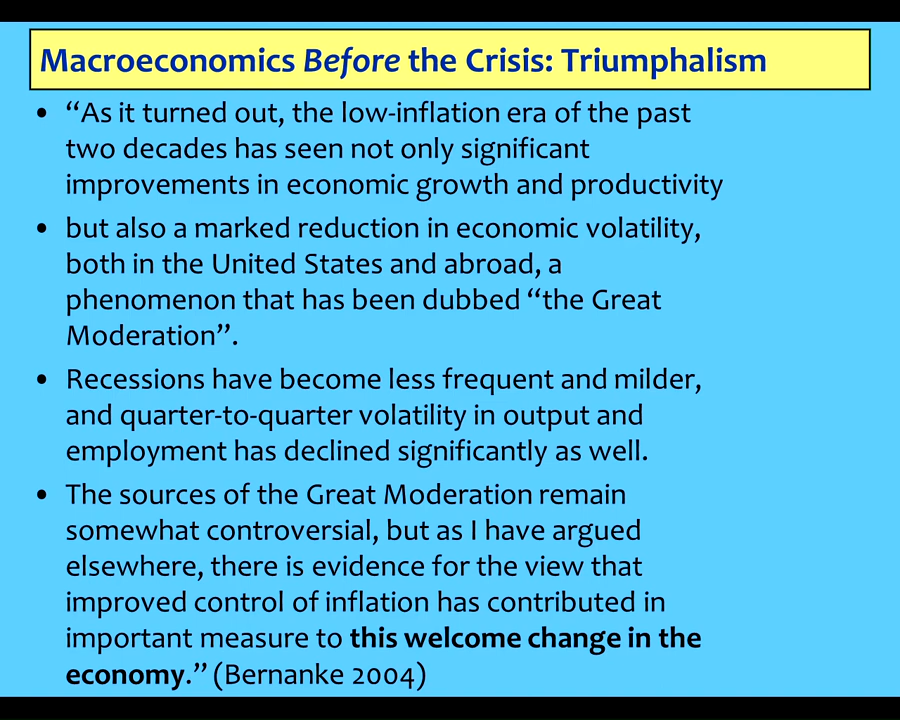 Macroeconomics Before the Crisis: Triumphalism
• “As it turned out, the low-inflation era of the past
two decades has seen not only significant
improvements in economic growth and productivity
• but also a marked reduction in economic volatility,
both in the United States and abroad, a
phenomenon that has been dubbed “the Great
Moderation”.
• Recessions have become less frequent and milder,
and quarter-to-quarter volatility in output and
employment has declined significantly as well.
• The sources of the Great Moderation remain
somewhat controversial, but as I have argued
elsewhere, there is evidence for the view that
improved control of inflation has contributed in
important measure to this welcome change in the
economy.” (Bernanke 2004)